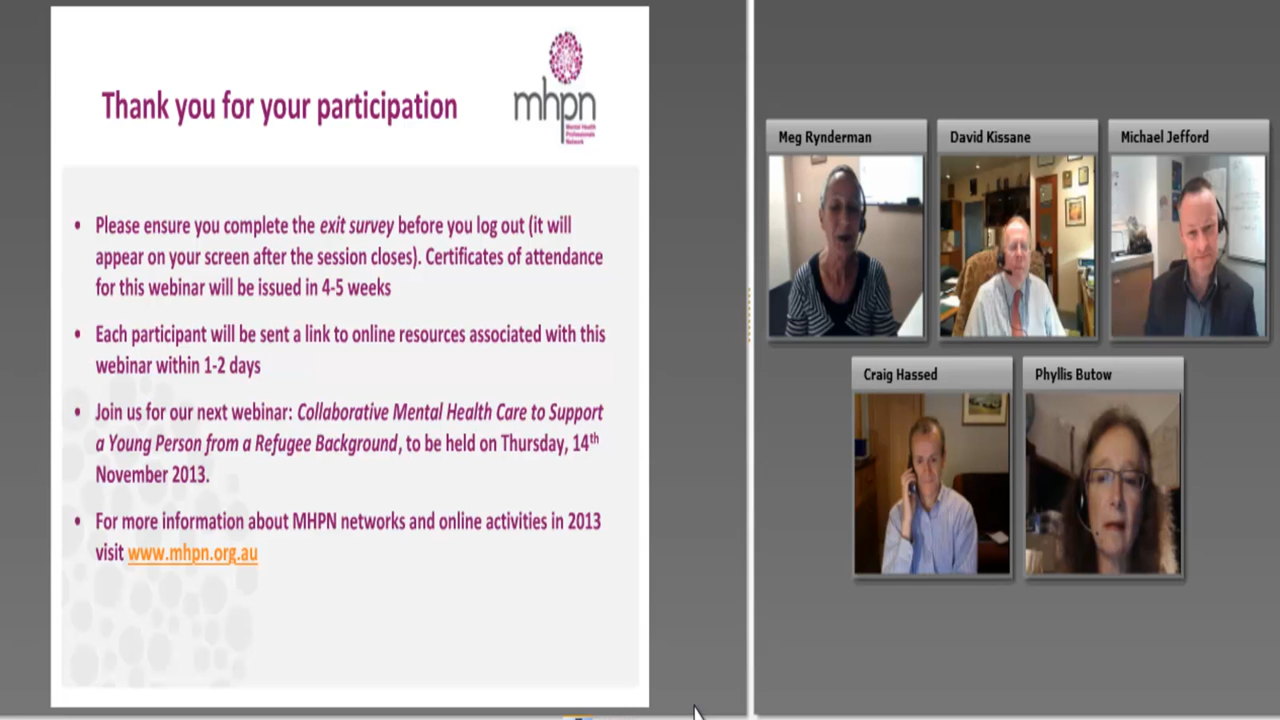 Thank you for your participation
mhpn
Mental Health
Professionals
Network
• Please ensure you complete the exit survey before you log out (it will
appear on your screen after the session closes). Certificates of attendance
for this webinar will be issued in 4-5 weeks
• Each participant will be sent a link to online resources associated with this
webinar within 1-2 days
• Join us for our next webinar: Collaborative Mental Health Care to Support
a Young Person from a Refugee Background, to be held on Thursday, 14th
November 2013.
• For more information about MHPN networks and online activities in 2013
visit www.mhpn.org.au
Meg Rynderman
David Kissane
Michael Jefford
Craig Hassed
Phyllis Butow